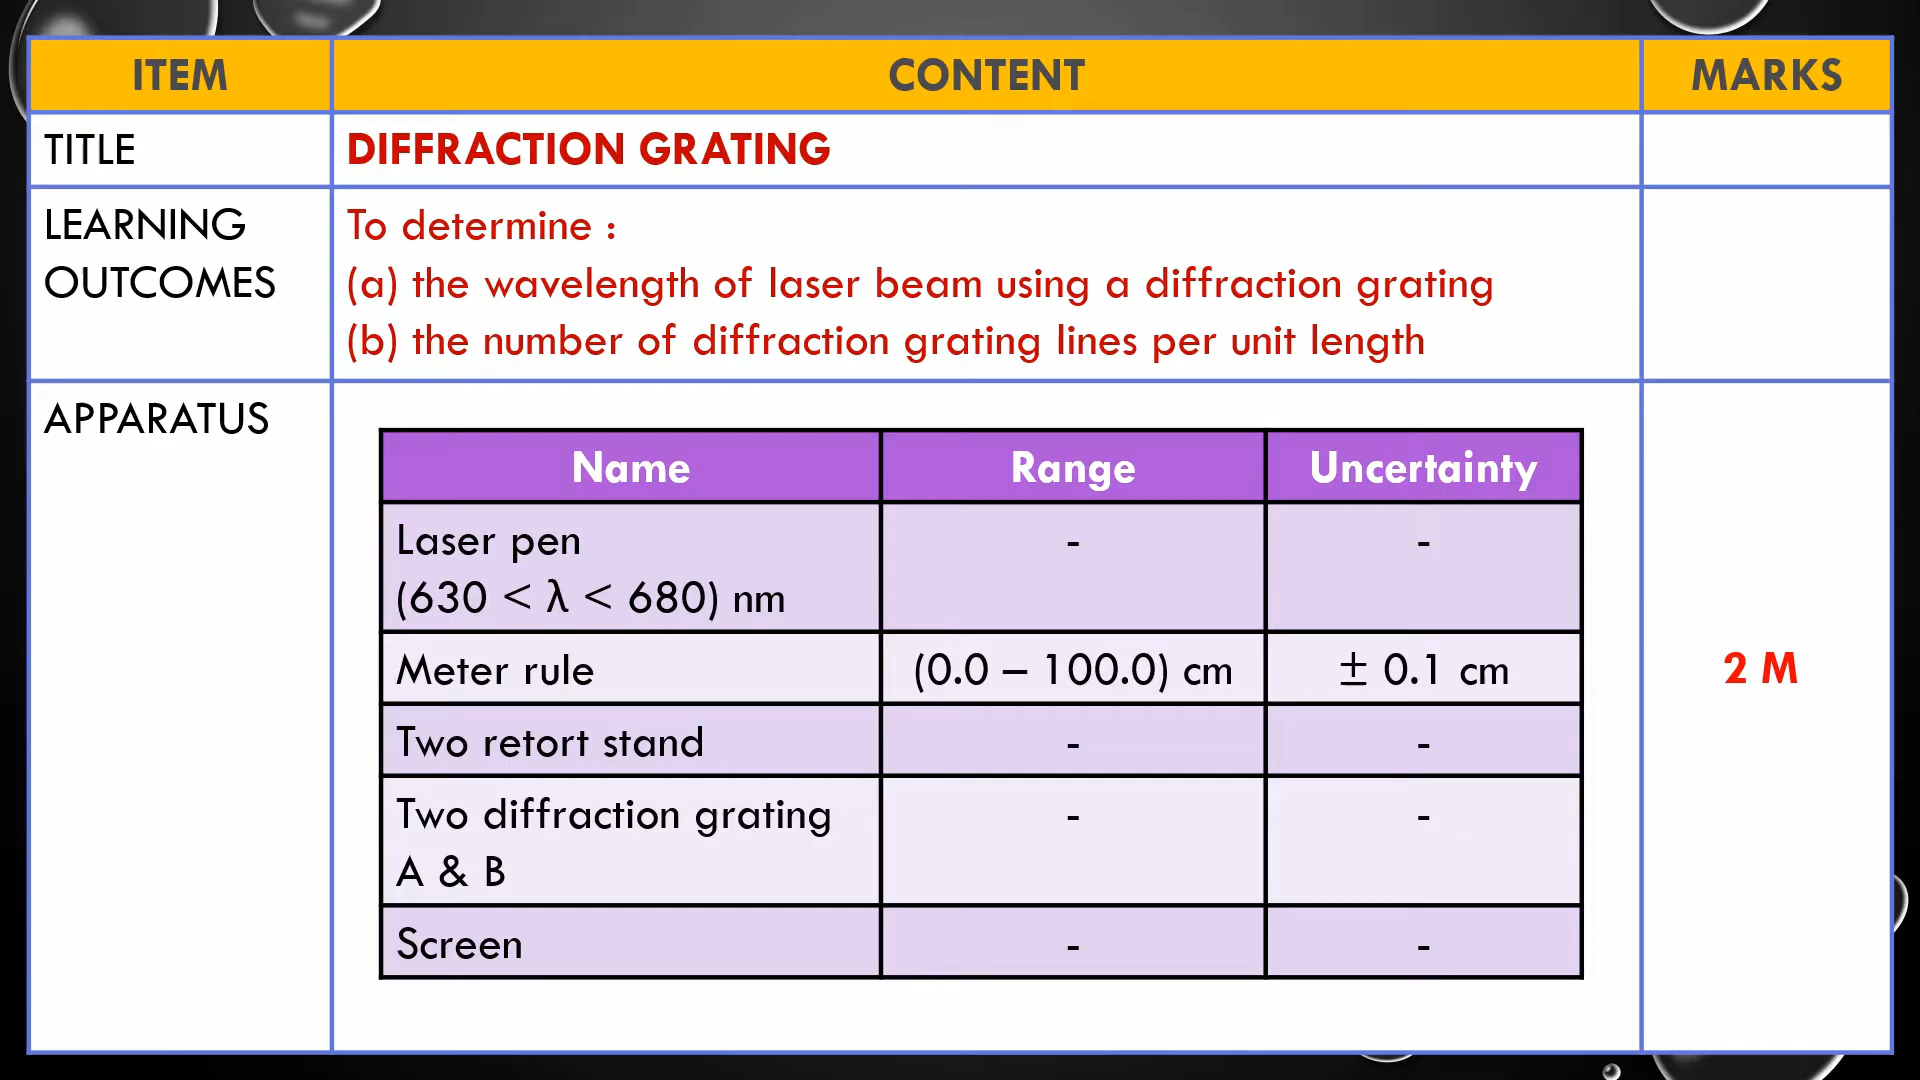 ITEM CONTENT MARKS
TITLE DIFFRACTION GRATING
LEARNING OUTCOMES
To determine :
(a) the wavelength of laser beam using a diffraction grating
(b) the number of diffraction grating lines per unit length
APPARATUS
Name Range Uncertainty
Laser pen - -
(630 < λ < 680) nm
Meter rule (0.0 – 100.0) cm ± 0.1 cm
Two retort stand - -
Two diffraction grating - -
A & B
Screen - -
2 M